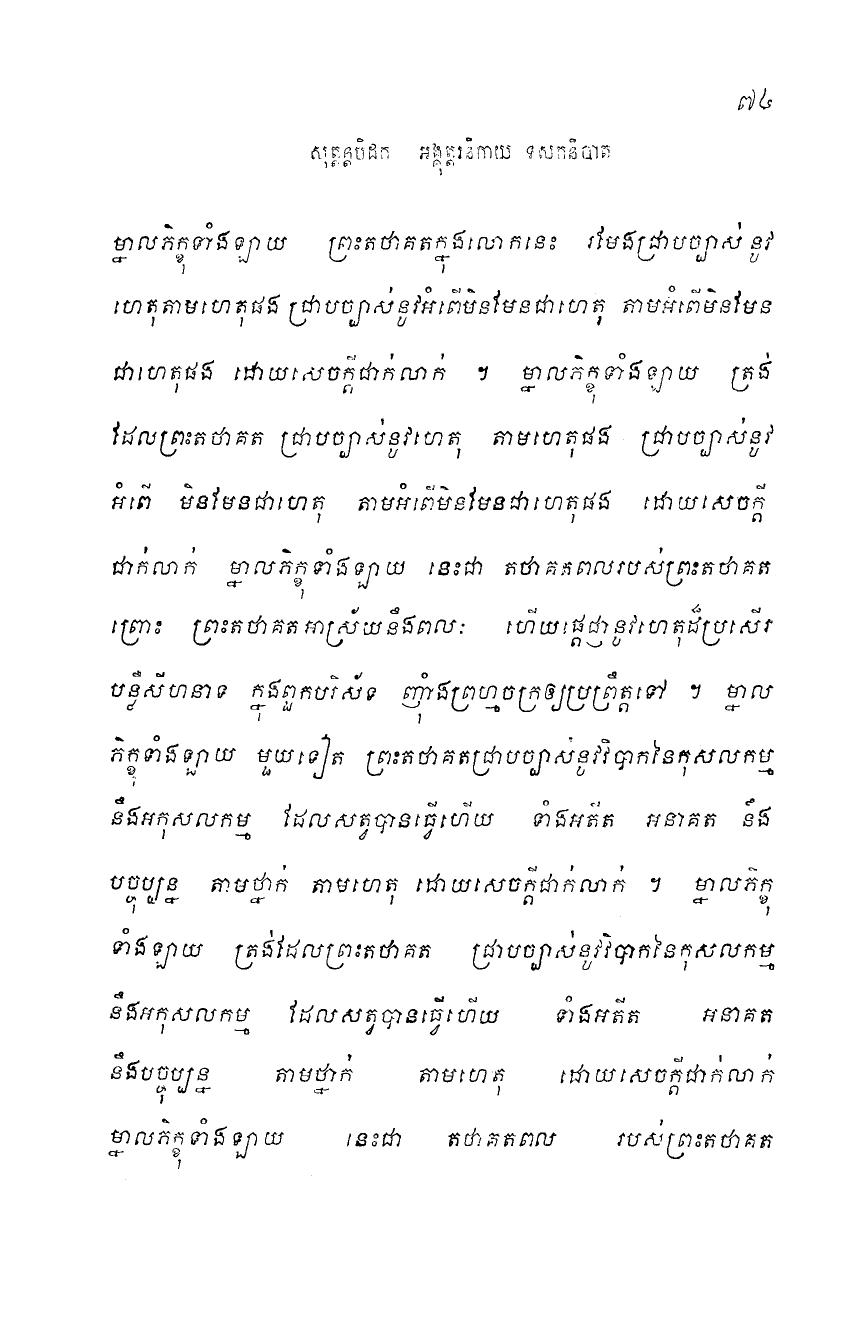 ៧៤
សុត្តន្តបិដក អង្គុត្តរនិកាយ ទសកនិបាត
ម្នាលភិក្ខុទាំងឡាយ ព្រះតថាគតក្នុងលោកនេះ រមែងជ្រាបច្បាស់ នូវ
ហេតុតាមហេតុផង ជ្រាបច្បាស់នូវអំពើមិនមែនជាហេតុ តាមអំពើមិនមែន
ជាហេតុផង ដោយសេចក្តីជាក់លាក់ ។ ម្នាលភិក្ខុទាំងឡាយ ត្រង់
ដែលព្រះតថាគត ជ្រាបច្បាស់នូវហេតុ តាមហេតុផង ជ្រាបច្បាស់នូវ
អំពើ មិនមែនជាហេតុ តាមអំពើមិនមែនជាហេតុផង ដោយសេចក្តី
ជាក់លាក់ ម្នាលភិក្ខុទាំងឡាយ នេះជា តថាគតពលរបស់ព្រះតថាគត
ព្រោះ ព្រះតថាគតអាស្រ័យនឹងពលៈ ហើយផ្តេជ្ញានូវហេតុដ៏ប្រសើរ
បន្លឺសីហនាទ ក្នុងពួកបរិស័ទ ញ៉ាំងព្រហ្មចក្រឲ្យប្រព្រឹត្តទៅ ។ ម្នាល
ភិក្ខុទាំងឡាយ មួយទៀត ព្រះតថាគតជ្រាបច្បាស់នូវវិបាកនៃកុសលកម្ម
នឹងអកុសលកម្ម ដែលសត្វបានធ្វើហើយ ទាំងអតីត អនាគត នឹង
បច្ចុប្បន្ន តាមថ្នាក់ តាមហេតុ ដោយសេចក្តីជាក់លាក់ ។ ម្នាលភិក្ខុ
ទាំងឡាយ ត្រង់ដែលព្រះតថាគត ជ្រាបច្បាស់នូវវិបាកនៃកុសលកម្ម
នឹងអកុសលកម្ម ដែលសត្វបានធ្វើហើយ ទាំងអតីត អនាគត
នឹងបច្ចុប្បន្ន តាមថ្នាក់ តាមហេតុ ដោយសេចក្តីជាក់លាក់
ម្នាលភិក្ខុទាំងឡាយ នេះជា តថាគតពល របស់ព្រះតថាគត